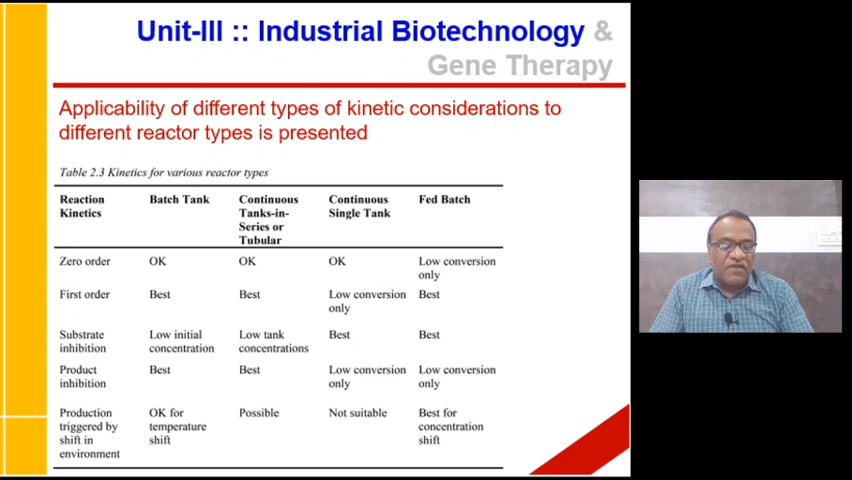 Unit-III :: Industrial Biotechnology &
Gene Therapy
Applicability of different types of kinetic considerations to
different reactor types is presented
Table 2.3 Kinetics for various reactor types
Reaction Kinetics | Batch Tank | Continuous Tanks-in-Series or Tubular | Continuous Single Tank | Fed Batch
Zero order | OK | OK | OK | Low conversion only
First order | Best | Best | Low conversion only | Best
Substrate inhibition | Low initial concentration | Low tank concentrations | Best | Best
Product inhibition | Best | Best | Low conversion only | Low conversion only
Production triggered by shift in environment | OK for temperature shift | Possible | Not suitable | Best for concentration shift